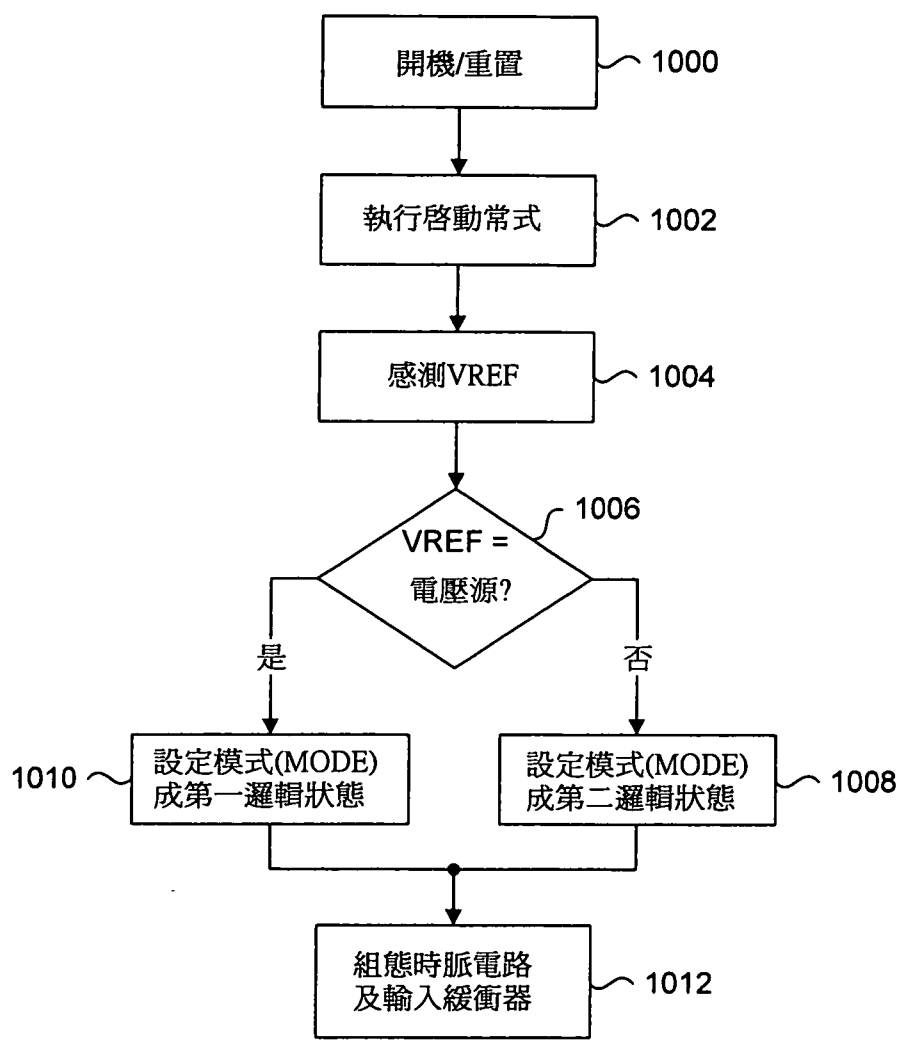 開機/重置
1000
執行啓動常式
1002
感測VREF
1004
1006
VREF =
電壓源?
是
否
1010
設定模式(MODE)
成第一邏輯狀態
設定模式(MODE)
成第二邏輯狀態
1008
組態時脈電路
及輸入緩衝器
1012